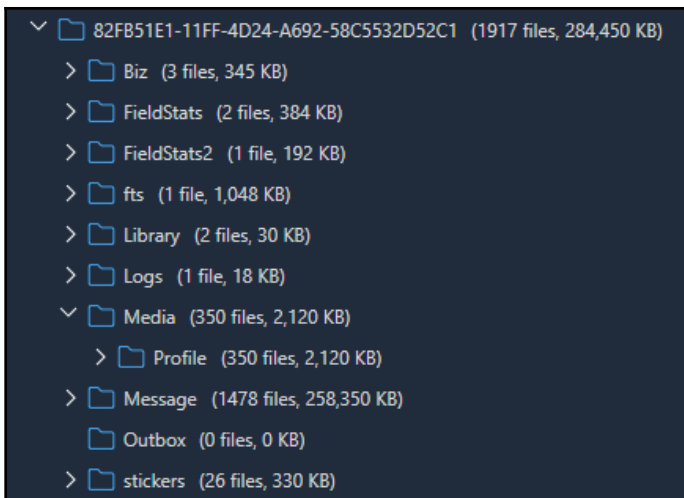 82FB51E1-11FF-4D24-A692-58C5532D52C1 (1917 files, 284,450 KB)
Biz (3 files, 345 KB)
FieldStats (2 files, 384 KB)
FieldStats2 (1 file, 192 KB)
fts (1 file, 1,048 KB)
Library (2 files, 30 KB)
Logs (1 file, 18 KB)
Media (350 files, 2,120 KB)
Profile (350 files, 2,120 KB)
Message (1478 files, 258,350 KB)
Outbox (0 files, 0 KB)
stickers (26 files, 330 KB)